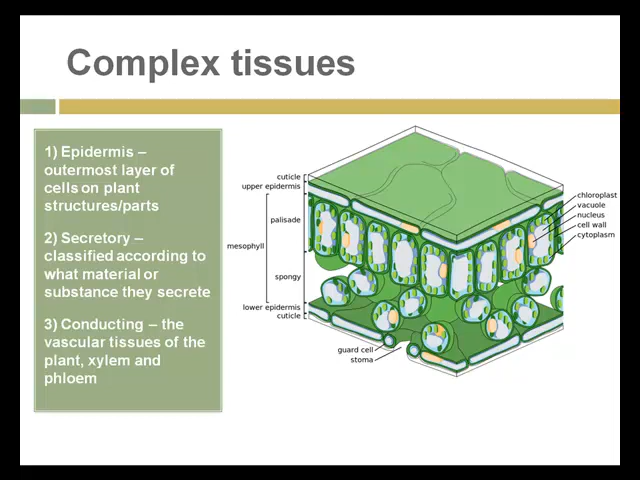 Complex tissues
1) Epidermis –
outermost layer of
cells on plant
structures/parts
2) Secretory –
classified according to
what material or
substance they secrete
3) Conducting – the
vascular tissues of the
plant, xylem and
phloem
cuticle
upper epidermis
palisade
mesophyll
spongy
lower epidermis
cuticle
guard cell
stoma
chloroplast
vacuole
nucleus
cell wall
cytoplasm